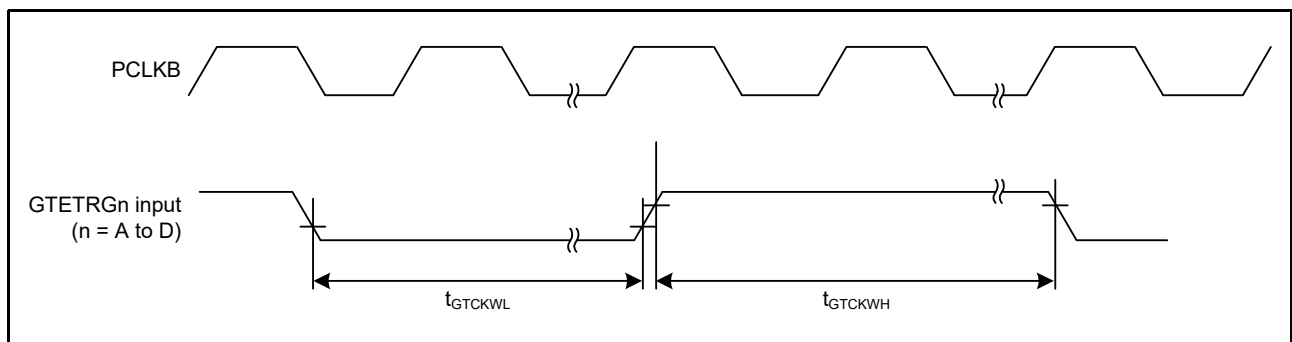 PCLKB
GTETRGn input
(n = A to D)
tGTCKWL
tGTCKWH